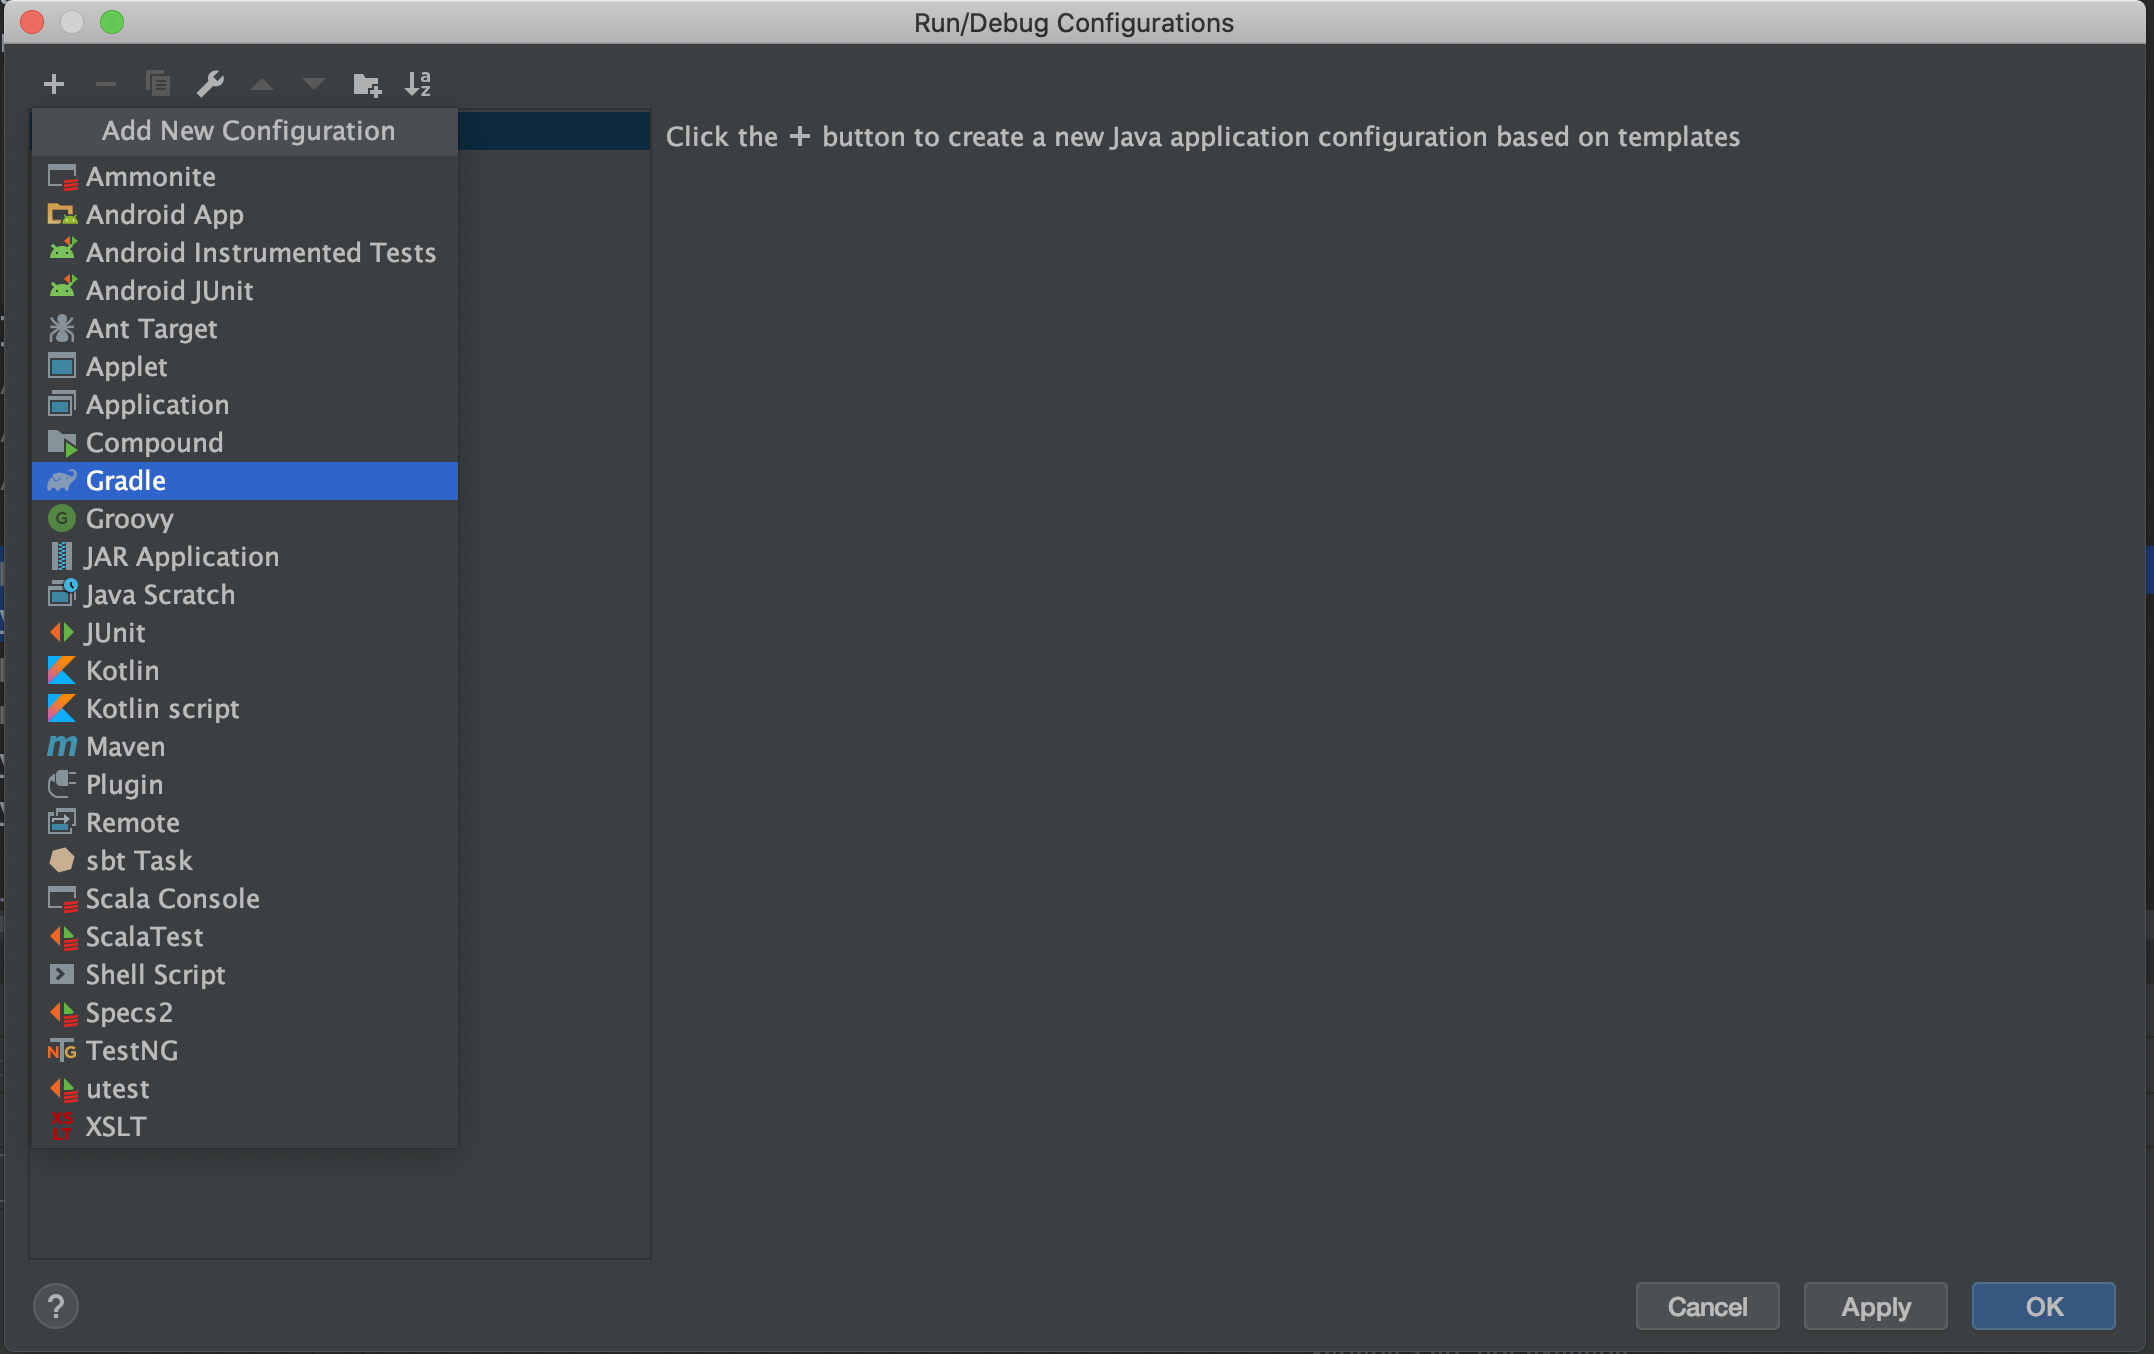 Run/Debug Configurations
Add New Configuration
Click the + button to create a new Java application configuration based on templates
Ammonite
Android App
Android Instrumented Tests
Android JUnit
Ant Target
Applet
Application
Compound
Gradle
Groovy
JAR Application
Java Scratch
JUnit
Kotlin
Kotlin script
Maven
Plugin
Remote
sbt Task
Scala Console
ScalaTest
Shell Script
Specs2
TestNG
utest
XSLT
?
Cancel
Apply
OK